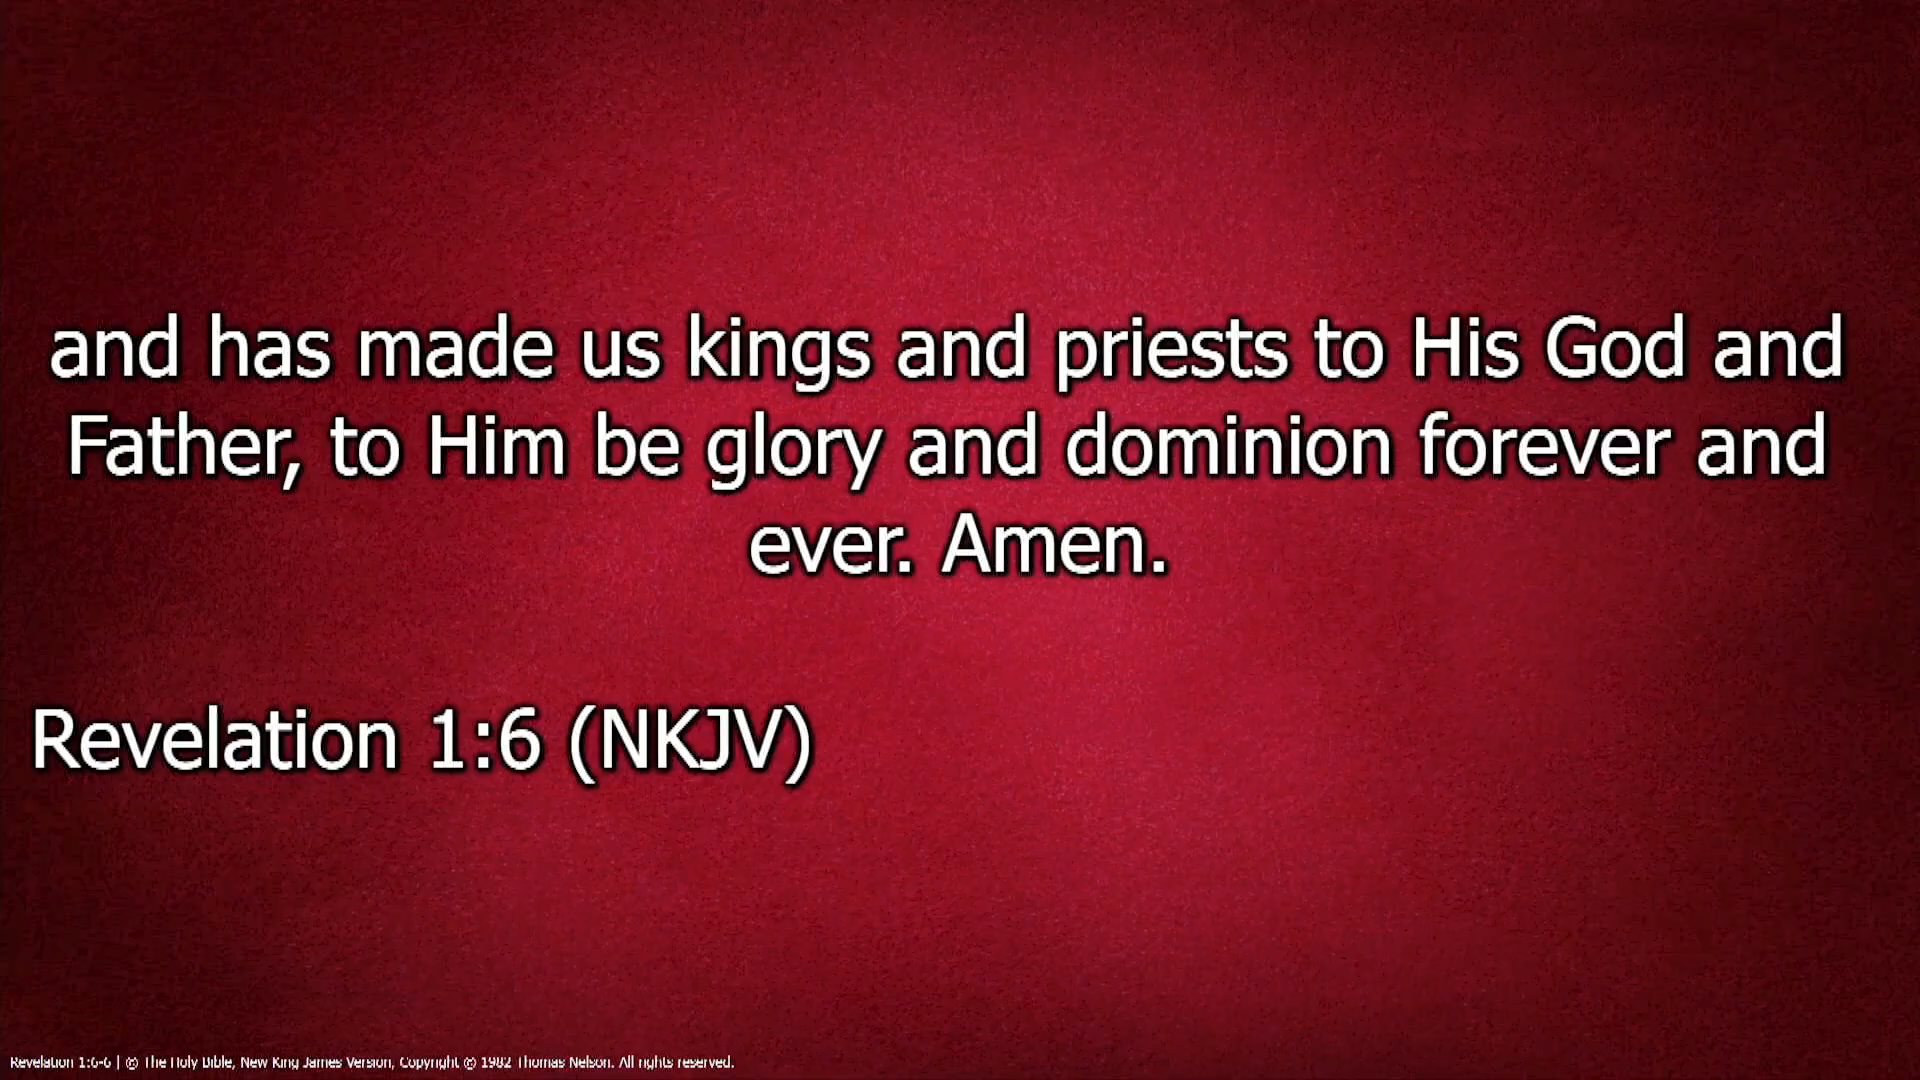 and has made us kings and priests to His God and
Father, to Him be glory and dominion forever and
ever. Amen.
Revelation 1:6 (NKJV)
Revelation 1:6-6 | © The Holy Bible, New King James Version, Copyright © 1982 Thomas Nelson. All rights reserved.